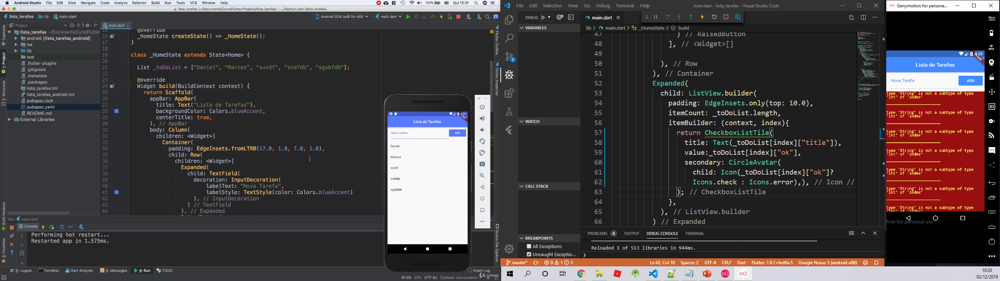 Android Studio File Edit View Navigate Code Analyze Refactor Build Run Tools VCS Window Help 100% Qui 13:31
lista_tarefas [~/Documents/CursoFlutter/Projetos/lista_tarefas] - .../lib/main.dart [lista_tarefas]
lista_tarefas lib main.dart Android SDK built for x86 main.dart
Project main.dart
lista_tarefas ~/Documents/CursoFlutter
android [lista_tarefas_android]
ios
lib
test
.flutter-plugins
.gitignore
.metadata
.packages
lista_tarefas.iml
lista_tarefas_android.iml
pubspec.lock
pubspec.yaml
README.md
External Libraries
Captures
1: Project
Z: Structure
Build Variants
2: Favorites
15 @override
16 _HomeState createState() => _HomeState();
17 }
18
19 class _HomeState extends State<Home> {
20
21 List _toDoList = ["Daniel", "Marcos", "svcdf", "svdfdb", "sgsbfdb"];
22
23 @override
24 Widget build(BuildContext context) {
25 return Scaffold(
26 appBar: AppBar(
27 title: Text("Lista de Tarefas"),
28 backgroundColor: Colors.blueAccent,
29 centerTitle: true,
30 ), // AppBar
31 body: Column(
32 children: <Widget>[
33 Container(
34 padding: EdgeInsets.fromLTRB(17.0, 1.0, 7.0, 1.0),
35 child: Row(
36 children: <Widget>[
37 Expanded(
38 child: TextField(
39 decoration: InputDecoration(
40 labelText: "Nova Tarefa",
41 labelStyle: TextStyle(color: Colors.blueAccent)
42 ), // InputDecoration
43 ) // TextField
44 ), // Expanded
Flutter Outline
Flutter Inspector
Device File Explorer
Lista de Tarefas
Nova Tarefa ADD
Daniel
Marcos
svcdf
svdfdb
sgsbfdb
Run main.dart
Console
Performing hot restart...
Restarted app in 1.575ms.
6: Logcat Terminal Dart Analysis 0: Messages 4: Run TODO Event Log
61:39 LF UTF-8 Context: <no context>
Udemy
File Edit Selection View Go Debug Terminal Help main.dart - lista_tarefas - Visual Studio Code
DEBUG main.dart
VARIABLES
WATCH
CALL STACK
BREAKPOINTS
All Exceptions
Uncaught Exceptio...
1
lib > main.dart > _HomeState > build
47 ) // RaisedButton
48 ], // <Widget>[]
49
50 ), // Row
51 ), // Container
52 Expanded(
53 child: ListView.builder(
54 padding: EdgeInsets.only(top: 10.0),
55 itemCount: _toDoList.length,
56 itemBuilder: (context, index){
57 return CheckboxListTile(
58 title: Text(_toDoList[index]["title"]),
59 value:_toDoList[index]["ok"],
60 secondary: CircleAvatar(
61 child: Icon(_toDoList[index]["ok"]?
62 Icons.check : Icons.error),), // Icon //
63 ); // CheckboxListTile
64 },
65 ), // ListView.builder
66 ) // Expanded
PROBLEMS 4 OUTPUT DEBUG CONSOLE TERMINAL
Reloaded 1 of 513 libraries in 944ms.
master* 0 1 3 Ln 63, Col 10 Spaces: 2 UTF-8 CRLF Dart Flutter: 1.9.1+hotfix.5 Google Nexus 5 (android-x86)
Genymotion for persona...
8:20
DEBUG
Lista de Tarefas
Nova Tarefa ADD
type 'String' is not a subtype of type
'int' of 'index'
type 'String' is not a subtype of type
'int' of 'index'
type 'String' is not a subtype of type
'int' of 'index'
type 'String' is not a subtype of type
'int' of 'index'
type 'String' is not a subtype of type
'int' of 'index'
type 'String' is not a subtype of type
'int' of 'index'
type 'String' is not a subtype of type
'int' of 'index'
free for personal use
Open
GAPPS
GPS
ID
10:20
02/12/2019